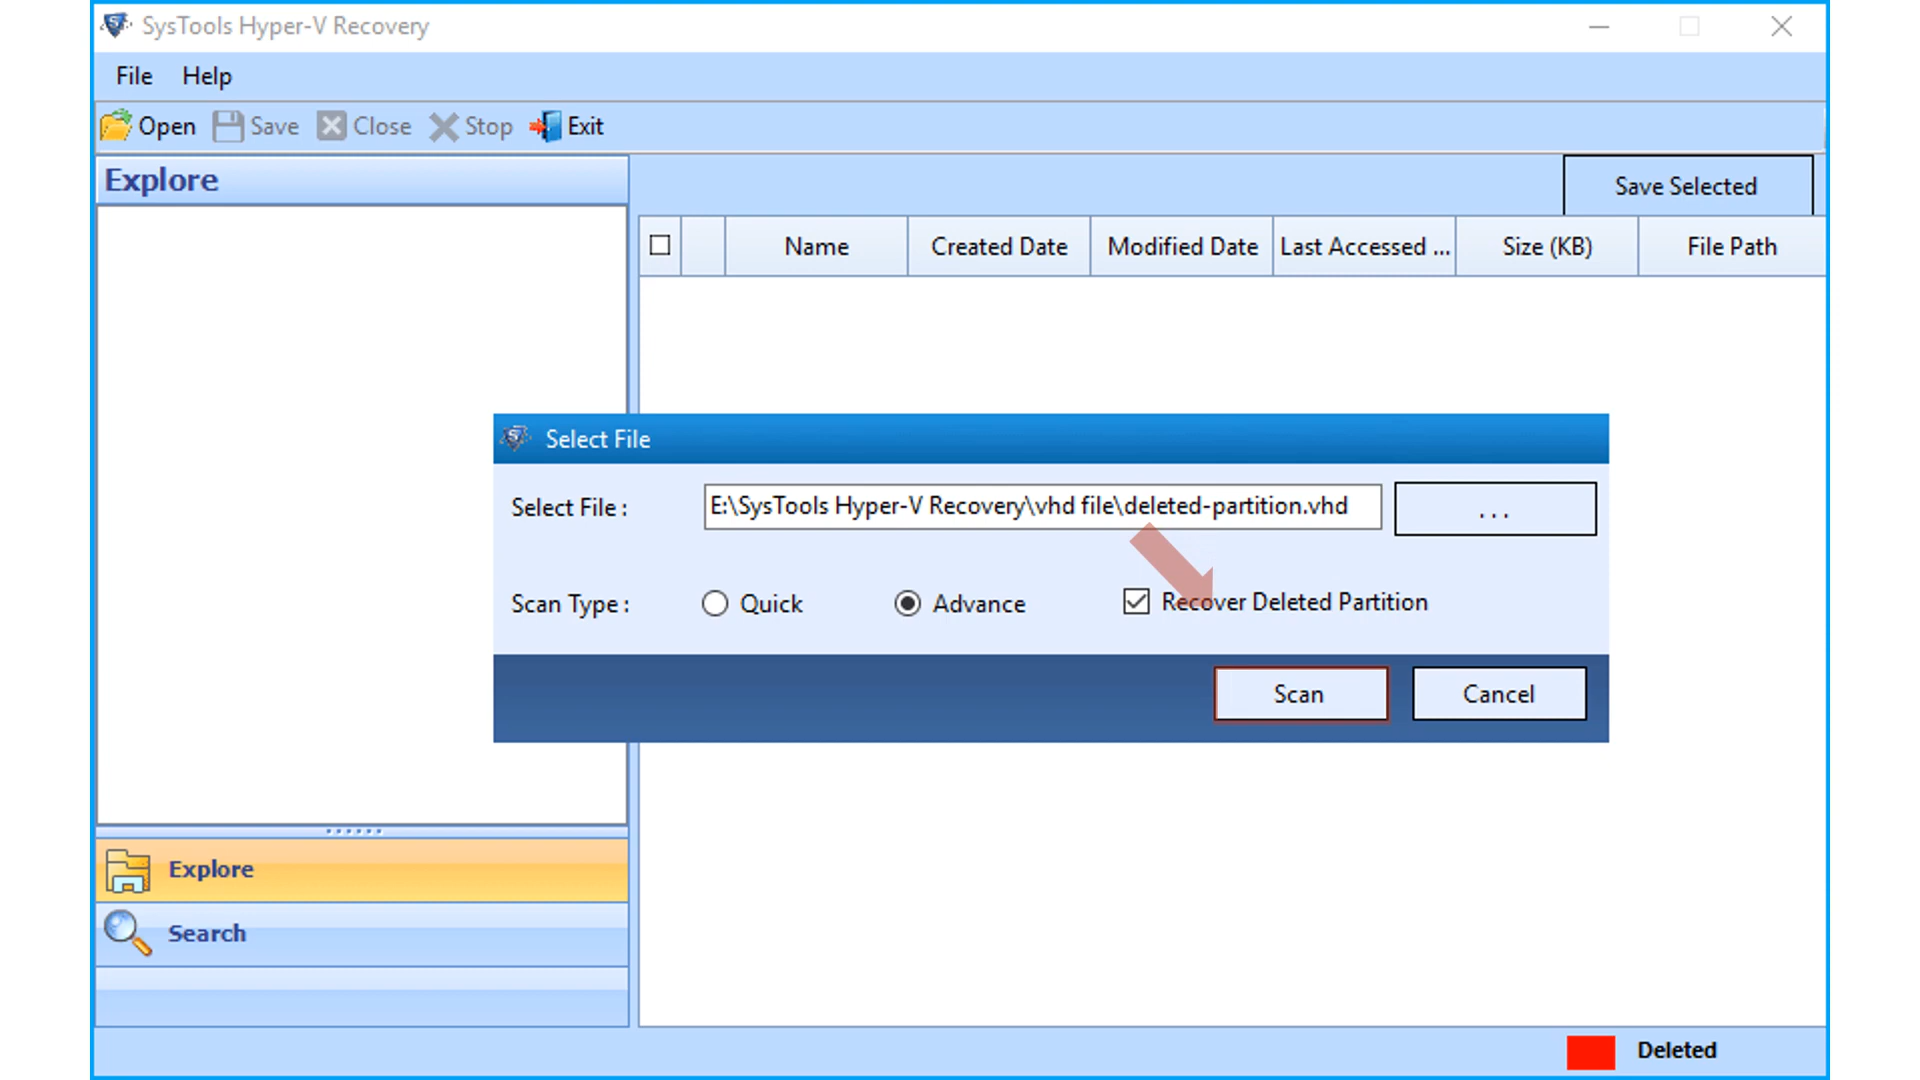 SysTools Hyper-V Recovery
File Help
Open Save Close Stop Exit
Explore
Save Selected
Name Created Date Modified Date Last Accessed ... Size (KB) File Path
Select File
Select File : E:\SysTools Hyper-V Recovery\vhd file\deleted-partition.vhd ...
Scan Type : Quick Advance Recover Deleted Partition
Scan Cancel
Explore
Search
Deleted